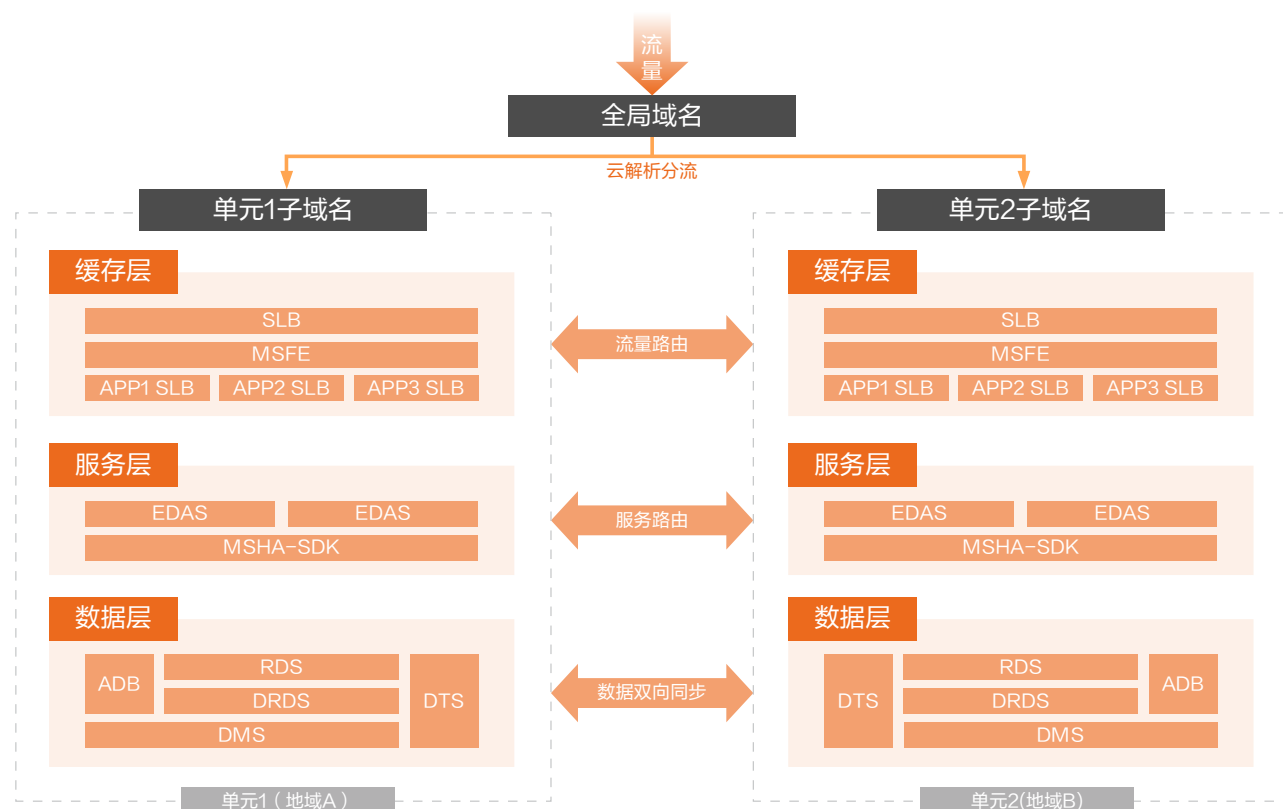 流
量
全局域名
云解析分流
单元1子域名
单元2子域名
缓存层
SLB
MSFE
APP1 SLB
APP2 SLB
APP3 SLB
流量路由
缓存层
SLB
MSFE
APP1 SLB
APP2 SLB
APP3 SLB
服务层
EDAS
EDAS
MSHA-SDK
服务路由
服务层
EDAS
EDAS
MSHA-SDK
数据层
ADB
RDS
DRDS
DMS
DTS
数据双向同步
数据层
DTS
RDS
DRDS
DMS
ADB
单元1（地域A）
单元2(地域B)